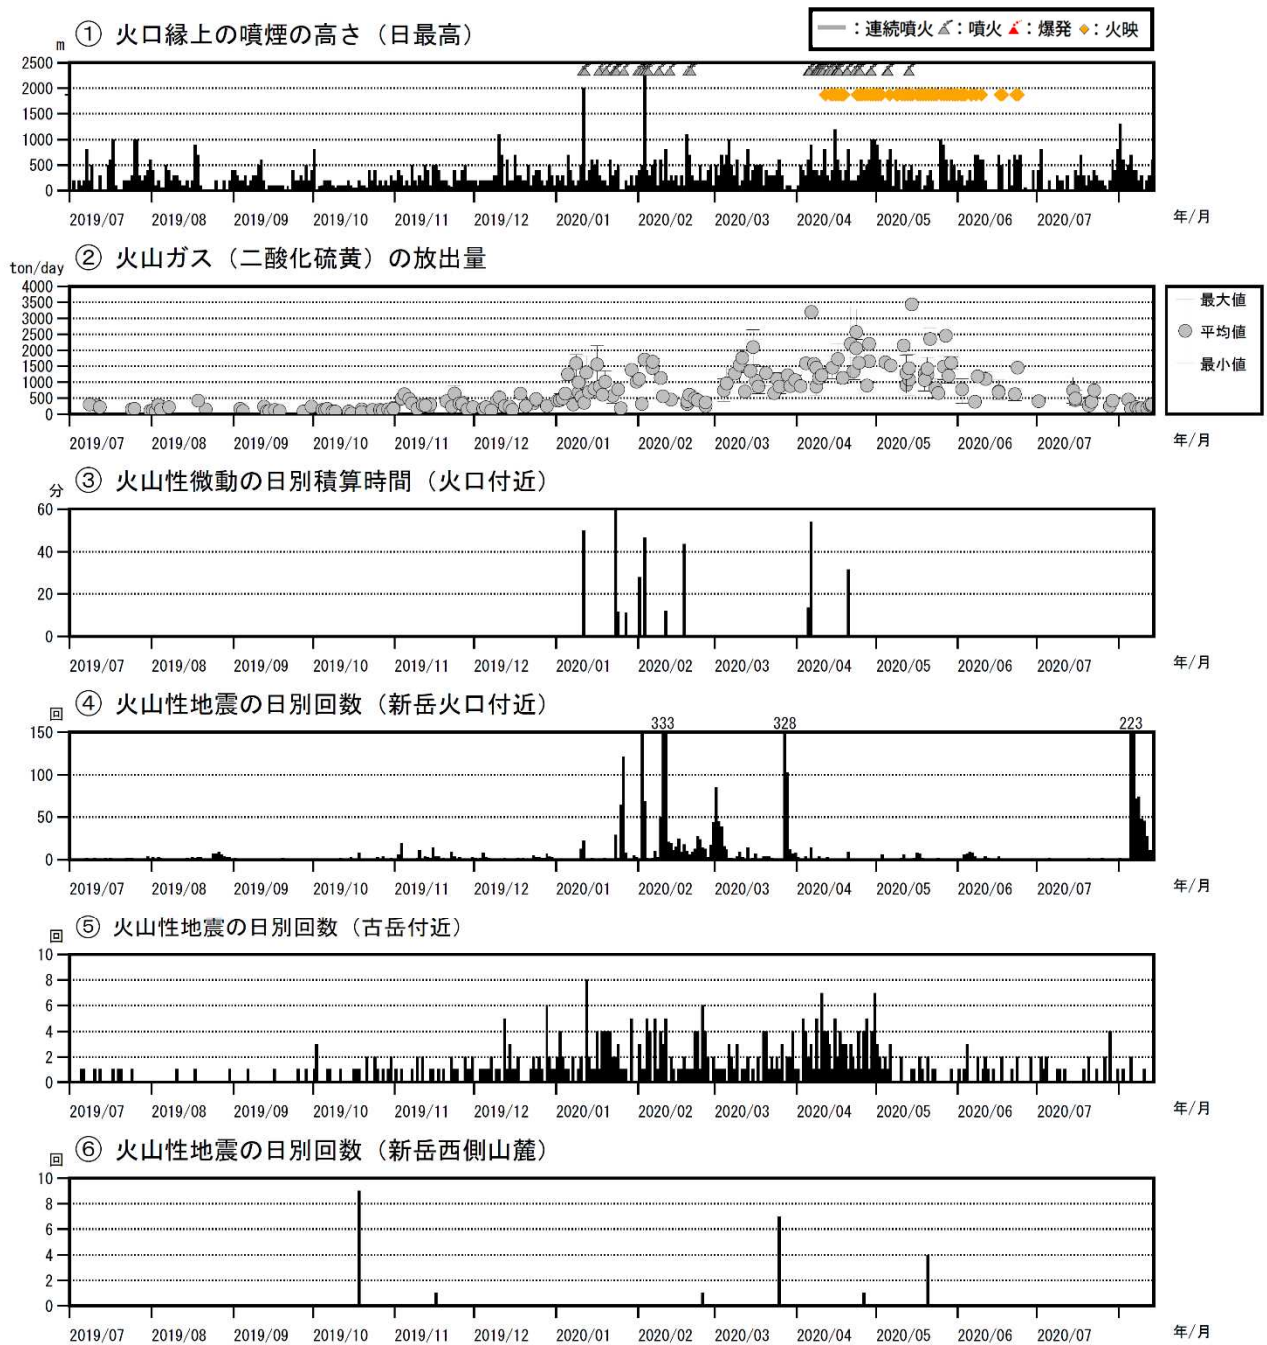 ① 火口縁上の噴煙の高さ（日最高）
：連続噴火 ：噴火 ：爆発 ：火映
m
2500
2000
1500
1000
500
0
2019/07 2019/08 2019/09 2019/10 2019/11 2019/12 2020/01 2020/02 2020/03 2020/04 2020/05 2020/06 2020/07 年/月
② 火山ガス（二酸化硫黄）の放出量
ton/day
4000
3500
3000
2500
2000
1500
1000
500
0
最大値
平均値
最小値
2019/07 2019/08 2019/09 2019/10 2019/11 2019/12 2020/01 2020/02 2020/03 2020/04 2020/05 2020/06 2020/07 年/月
③ 火山性微動の日別積算時間（火口付近）
分
60
40
20
0
2019/07 2019/08 2019/09 2019/10 2019/11 2019/12 2020/01 2020/02 2020/03 2020/04 2020/05 2020/06 2020/07 年/月
④ 火山性地震の日別回数（新岳火口付近）
回
333 328 223
150
100
50
0
2019/07 2019/08 2019/09 2019/10 2019/11 2019/12 2020/01 2020/02 2020/03 2020/04 2020/05 2020/06 2020/07 年/月
⑤ 火山性地震の日別回数（古岳付近）
回
10
8
6
4
2
0
2019/07 2019/08 2019/09 2019/10 2019/11 2019/12 2020/01 2020/02 2020/03 2020/04 2020/05 2020/06 2020/07 年/月
⑥ 火山性地震の日別回数（新岳西側山麓）
回
10
8
6
4
2
0
2019/07 2019/08 2019/09 2019/10 2019/11 2019/12 2020/01 2020/02 2020/03 2020/04 2020/05 2020/06 2020/07 年/月